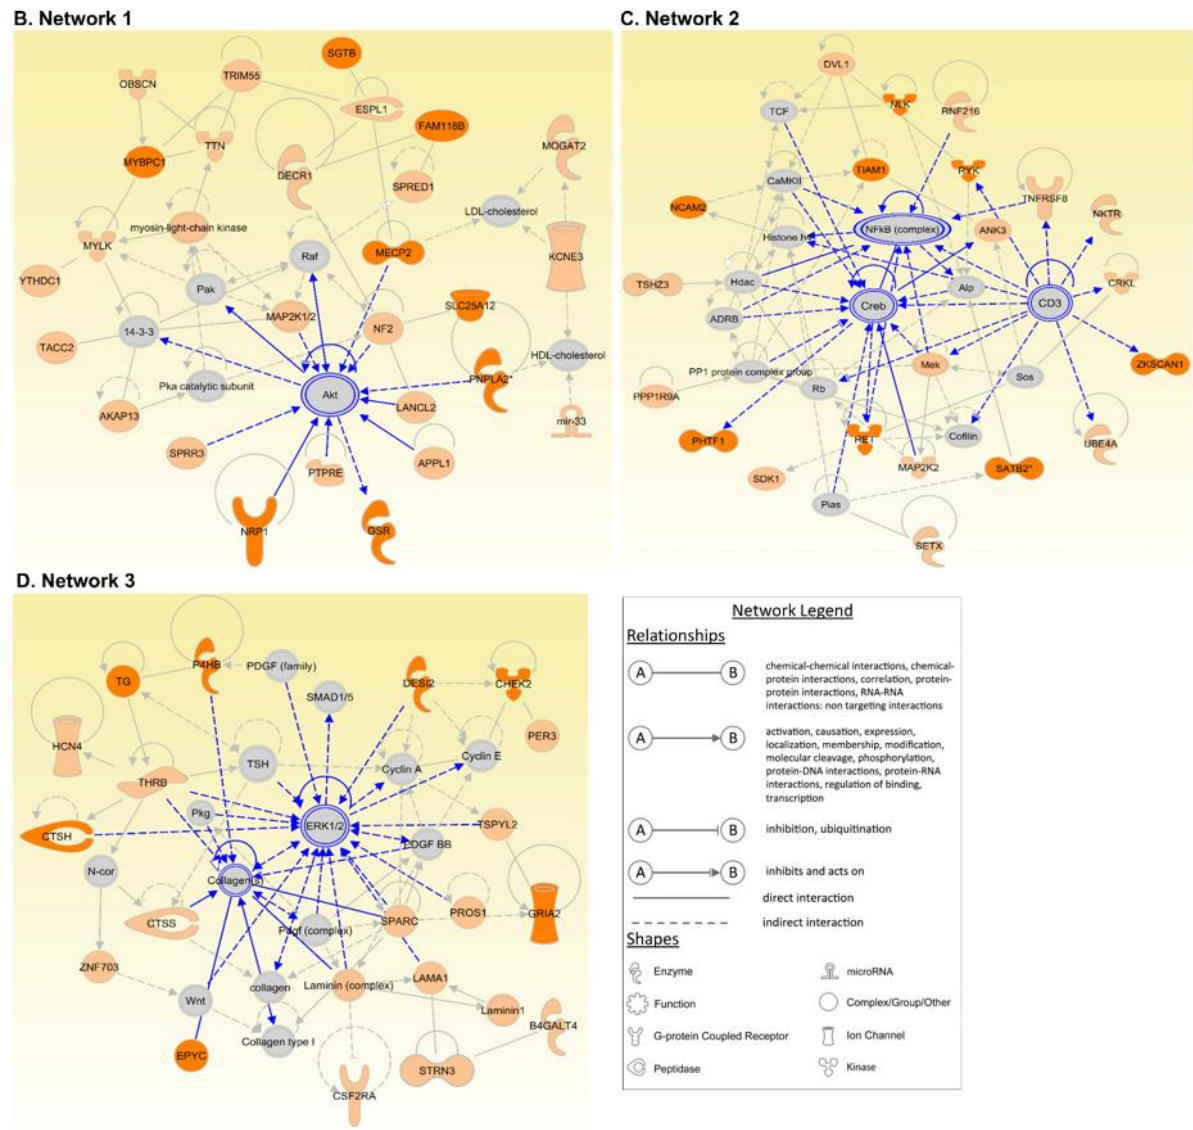 B. Network 1
SGTB
OBSCN
TRIM55
ESPL1
FAM118B
MYBPC1
TTN
DECR1
MOGAT2
SPRED1
LDL-cholesterol
myosin-light-chain kinase
MYLK
MECP2
Raf
KCNE3
YTHDC1
Pak
SLC25A12
MAP2K1/2
NF2
14-3-3
TACC2
HDL-cholesterol
Pka catalytic subunit
PNPLA2*
Akt
LANCL2
AKAP13
mir-33
SPRR3
PTPRE
APPL1
NRP1
GSR
C. Network 2
DVL1
TCF
NLK
RNF216
CaMKII
TIAM1
RYK
NCAM2
TNFRSF8
NKTR
Histone h
NFkB (complex)
ANK3
TSHZ3
Hdac
Alp
CRKL
ADRB
Creb
CD3
PP1 protein complex group
Mek
ZKSCAN1
Rb
Sos
PPP1R9A
PHTF1
RET
Cofilin
UBE4A
SDK1
MAP2K2
SATB2*
Pias
SETX
D. Network 3
P4HB
PDGF (family)
TG
DESI2
CHEK2
SMAD1/5
HCN4
PER3
TSH
Cyclin A
Cyclin E
THRB
Pkg
ERK1/2
TSPYL2
CTSH
PDGF BB
N-cor
Collagen(s)
CTSS
Pdgf (complex)
SPARC
PROS1
GRIA2
ZNF703
Wnt
collagen
Laminin (complex)
LAMA1
Laminin1
B4GALT4
Collagen type I
EPYC
STRN3
CSF2RA
Network Legend
Relationships
A B
chemical-chemical interactions, chemical-
protein interactions, correlation, protein-
protein interactions, RNA-RNA
interactions: non targeting interactions
A B
activation, causation, expression,
localization, membership, modification,
molecular cleavage, phosphorylation,
protein-DNA interactions, protein-RNA
interactions, regulation of binding,
transcription
A B
inhibition, ubiquitination
A B
inhibits and acts on
direct interaction
indirect interaction
Shapes
Enzyme
microRNA
Function
Complex/Group/Other
G-protein Coupled Receptor
Ion Channel
Peptidase
Kinase